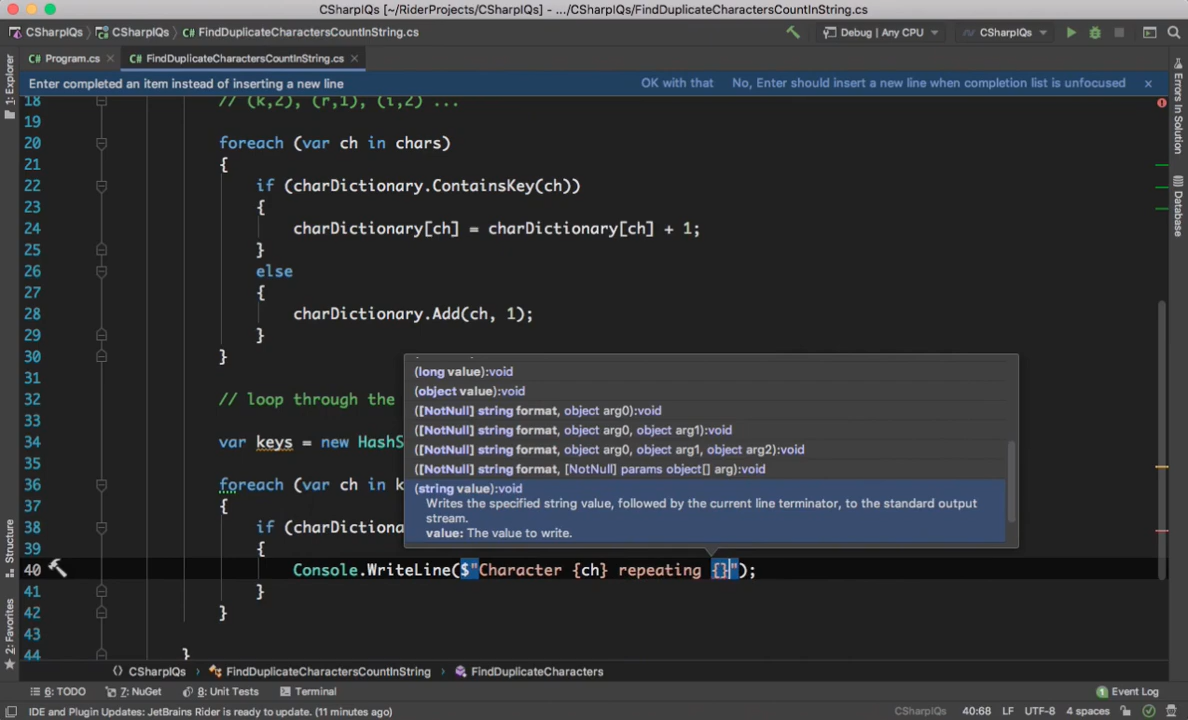 CSharpIQs [~/RiderProjects/CSharpIQs] - .../CSharpIQs/FindDuplicateCharactersCountInString.cs
CSharpIQs
CSharpIQs
FindDuplicateCharactersCountInString.cs
Debug | Any CPU
CSharpIQs
C# Program.cs
C# FindDuplicateCharactersCountInString.cs
Enter completed an item instead of inserting a new line
OK with that
No, Enter should insert a new line when completion list is unfocused
1: Explorer
Errors In Solution
Database
Structure
2: Favorites
18 // (k,2), (r,1), (i,2) ...
19
20 foreach (var ch in chars)
21 {
22 if (charDictionary.ContainsKey(ch))
23 {
24 charDictionary[ch] = charDictionary[ch] + 1;
25 }
26 else
27 {
28 charDictionary.Add(ch, 1);
29 }
30 }
31
32 // loop through the
33
34 var keys = new HashS
35
36 foreach (var ch in k
37 {
38 if (charDictiona
39 {
40 Console.WriteLine($"Character {ch} repeating {}");
41 }
42 }
43
44 }
(long value):void
(object value):void
([NotNull] string format, object arg0):void
([NotNull] string format, object arg0, object arg1):void
([NotNull] string format, object arg0, object arg1, object arg2):void
([NotNull] string format, [NotNull] params object[] arg):void
(string value):void
Writes the specified string value, followed by the current line terminator, to the standard output
stream.
value: The value to write.
CSharpIQs
FindDuplicateCharactersCountInString
FindDuplicateCharacters
6: TODO
7: NuGet
8: Unit Tests
Terminal
1 Event Log
IDE and Plugin Updates: JetBrains Rider is ready to update. (11 minutes ago)
CSharpIQs
40:68
LF
UTF-8
4 spaces